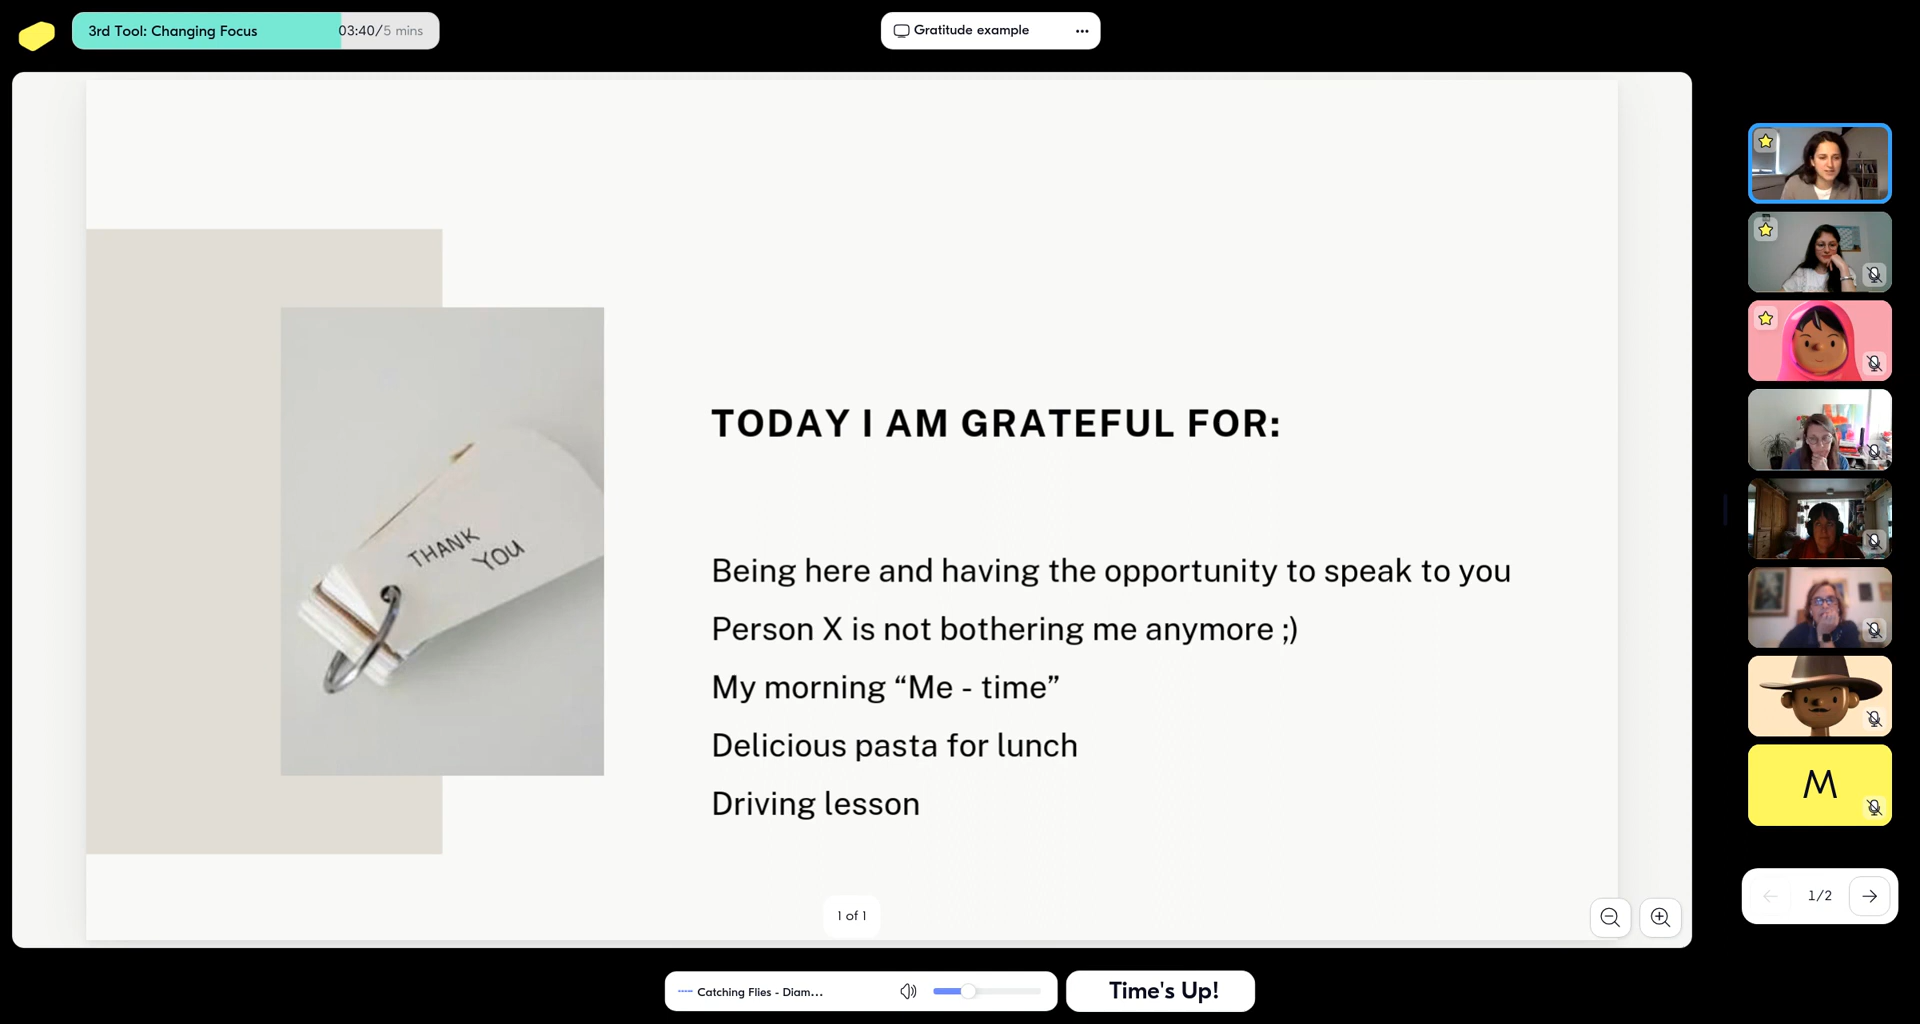 3rd Tool: Changing Focus
03:40/5 mins
Gratitude example
TODAY I AM GRATEFUL FOR:
THANK
YOU
Being here and having the opportunity to speak to you
Person X is not bothering me anymore ;)
My morning “Me - time”
Delicious pasta for lunch
Driving lesson
1 of 1
M
1/2
Catching Flies - Diam...
Time's Up!